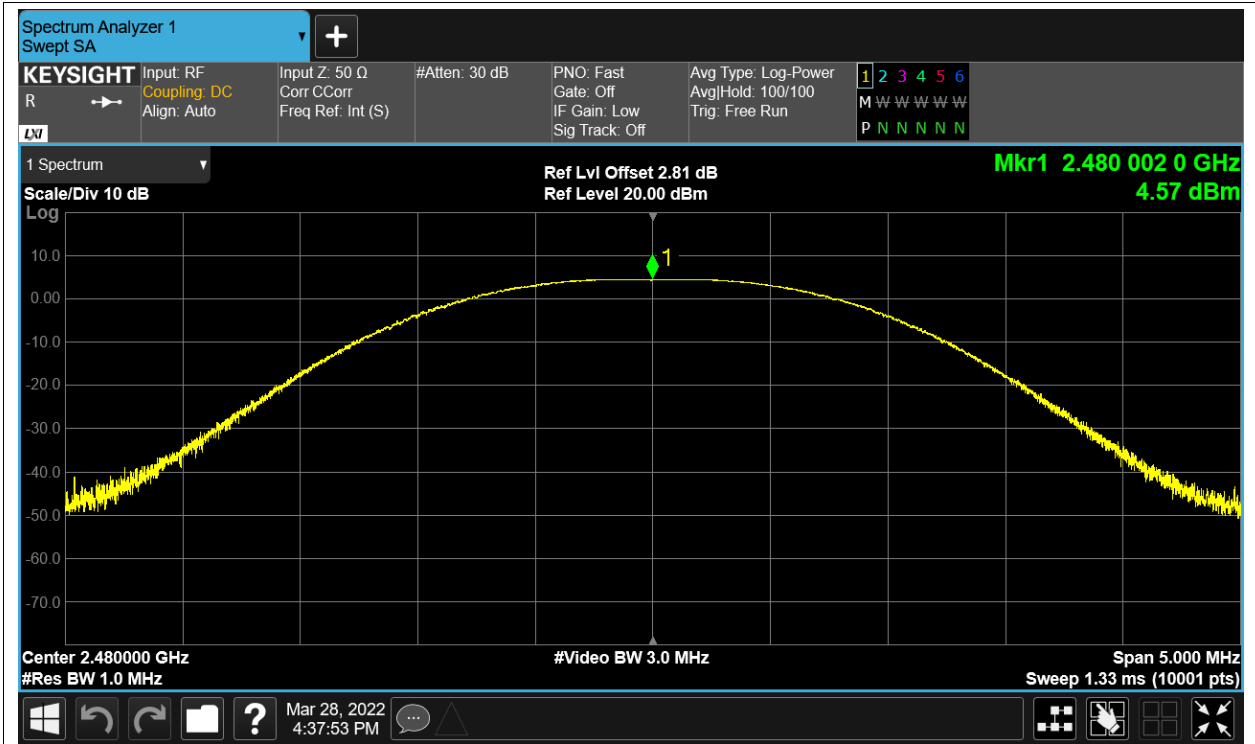 Spectrum Analyzer 1
Swept SA
KEYSIGHT
R
LXI
Input: RF
Coupling: DC
Align: Auto
Input Z: 50 Ω
Corr CCorr
Freq Ref: Int (S)
#Atten: 30 dB
PNO: Fast
Gate: Off
IF Gain: Low
Sig Track: Off
Avg Type: Log-Power
Avg|Hold: 100/100
Trig: Free Run
1 2 3 4 5 6
M W W W W W
P N N N N N
1 Spectrum
Scale/Div 10 dB
Log
Ref Lvl Offset 2.81 dB
Ref Level 20.00 dBm
Mkr1 2.480 002 0 GHz
4.57 dBm
1
10.0
0.00
-10.0
-20.0
-30.0
-40.0
-50.0
-60.0
-70.0
Center 2.480000 GHz
#Res BW 1.0 MHz
#Video BW 3.0 MHz
Span 5.000 MHz
Sweep 1.33 ms (10001 pts)
?
Mar 28, 2022
4:37:53 PM